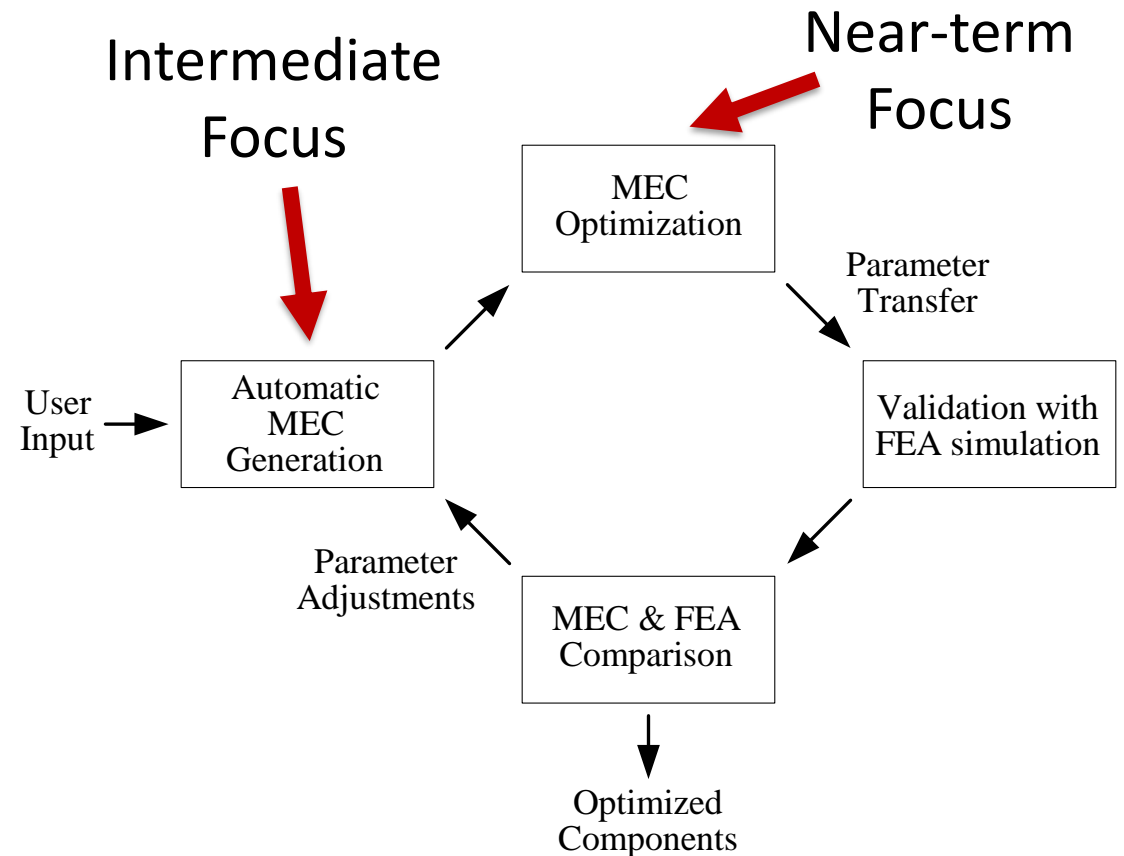 Intermediate
Focus
Near-term
Focus
MEC
Optimization
Parameter
Transfer
User
Input
Automatic
MEC
Generation
Validation with
FEA simulation
Parameter
Adjustments
MEC & FEA
Comparison
Optimized
Components